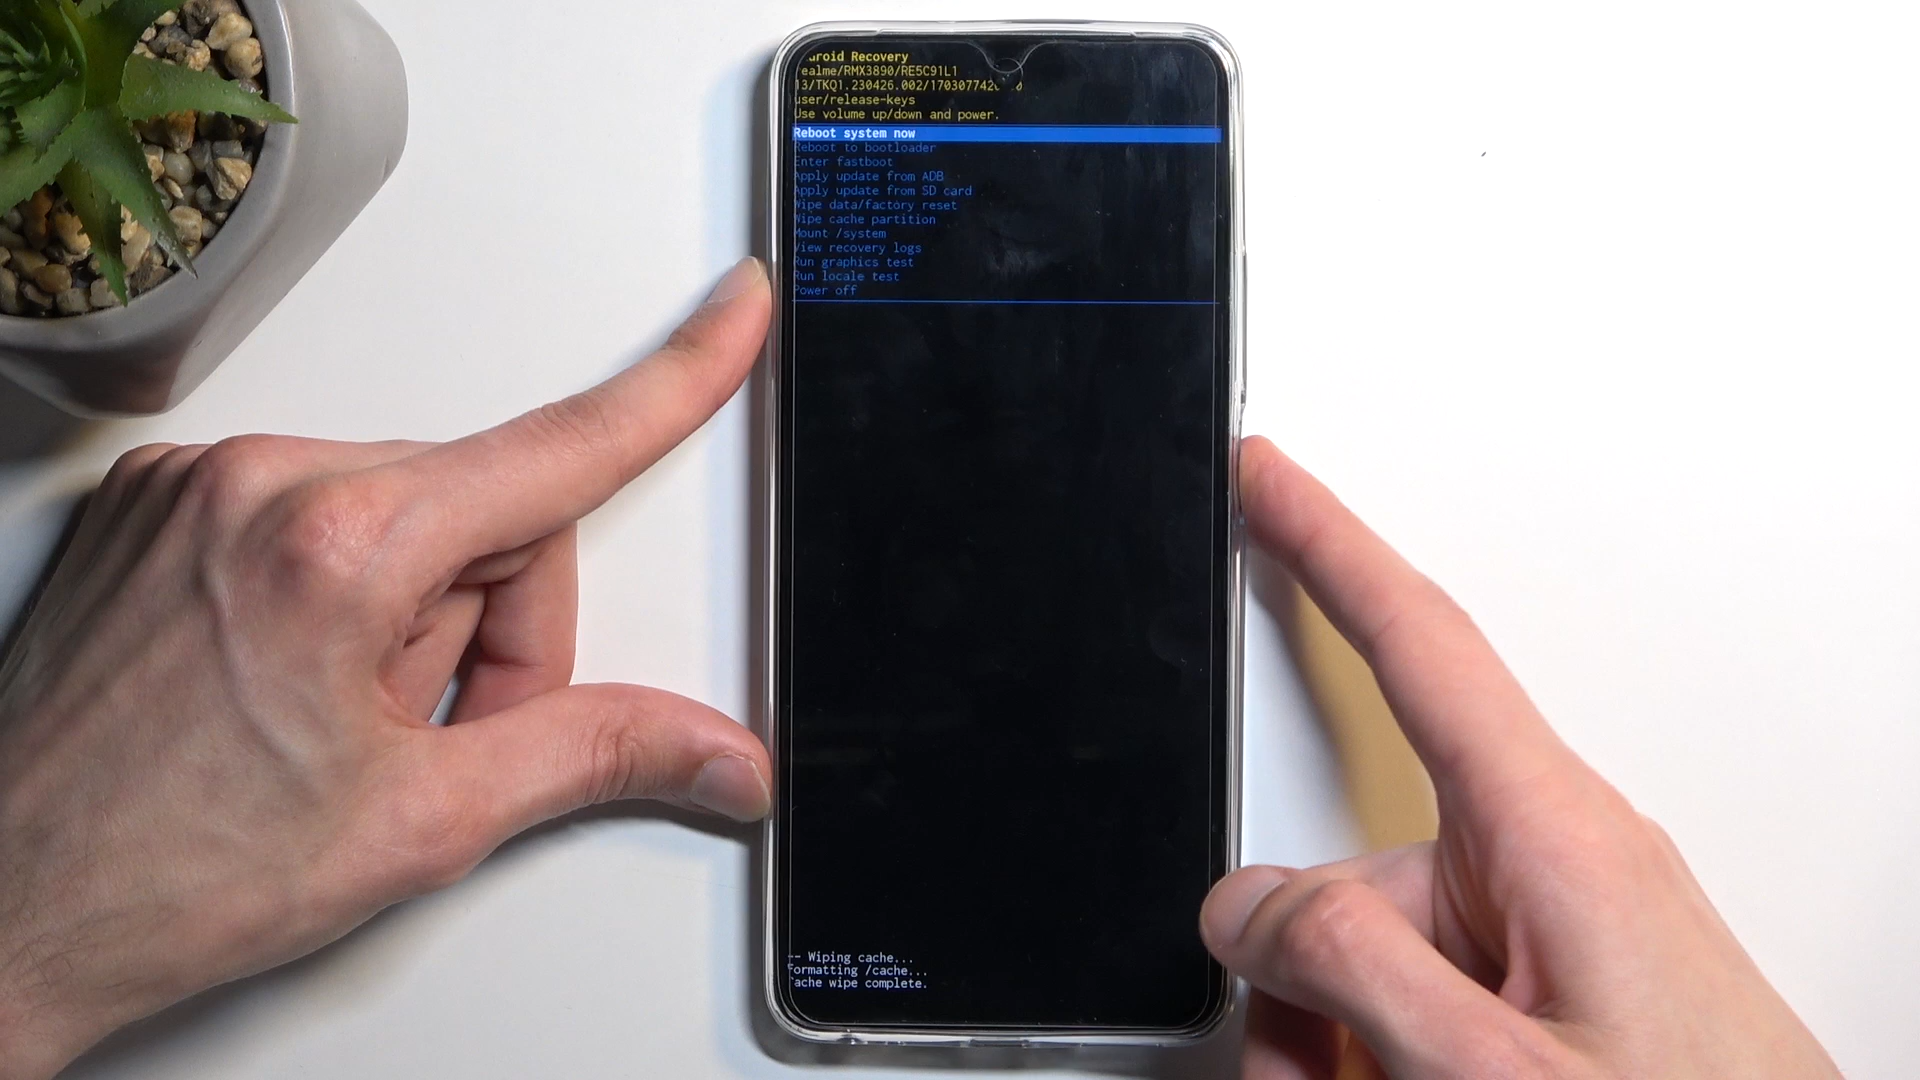 droid Recovery
realme/RMX3890/RE5C91L1
13/TKQ1.230426.002/170307742
user/release-keys
Use volume up/down and power.
Reboot system now
Reboot to bootloader
Enter fastboot
Apply update from ADB
Apply update from SD card
Wipe data/factory reset
Wipe cache partition
Mount /system
View recovery logs
Run graphics test
Run locale test
Power off
-- Wiping cache...
Formatting /cache...
Cache wipe complete.